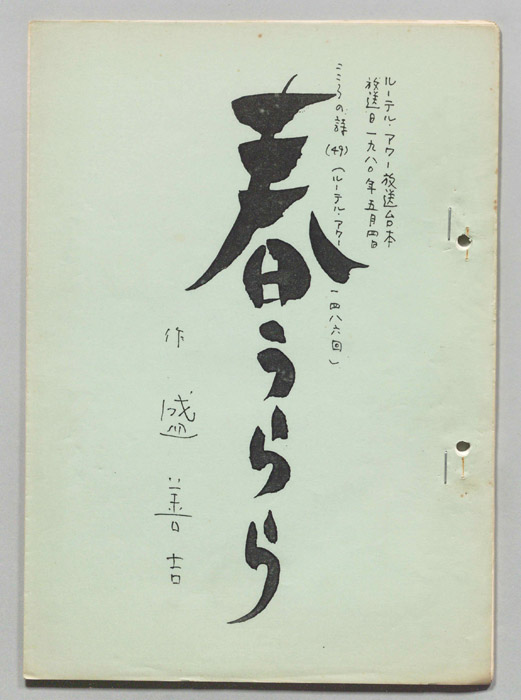 ルーテル・アワー放送台本
放送日 一九八〇年五月四日
こころの詩 (49) (ルーテル・アワー 一四八六回)
春うらら
作 盛善吉